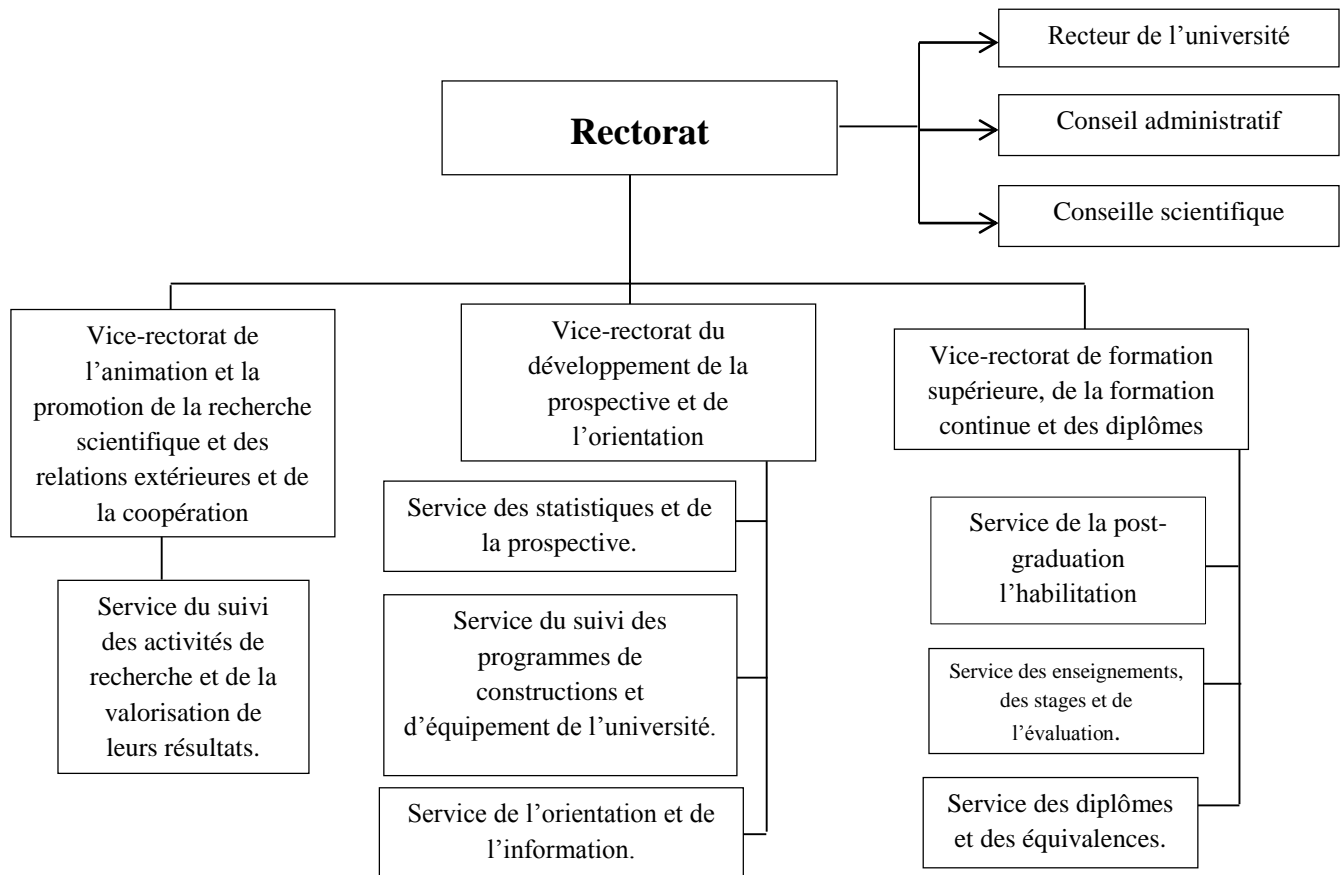 Recteur de l’université
Rectorat
Conseil administratif
Conseille scientifique
Vice-rectorat de
l’animation et la
promotion de la recherche
scientifique et des
relations extérieures et de
la coopération
Vice-rectorat du
développement de la
prospective et de
l’orientation
Vice-rectorat de formation
supérieure, de la formation
continue et des diplômes
Service du suivi
des activités de
recherche et de la
valorisation de
leurs résultats.
Service des statistiques et de
la prospective.
Service du suivi des
programmes de
constructions et
d’équipement de l’université.
Service de l’orientation et de
l’information.
Service de la post-
graduation
l’habilitation
Service des enseignements,
des stages et de
l’évaluation.
Service des diplômes
et des équivalences.